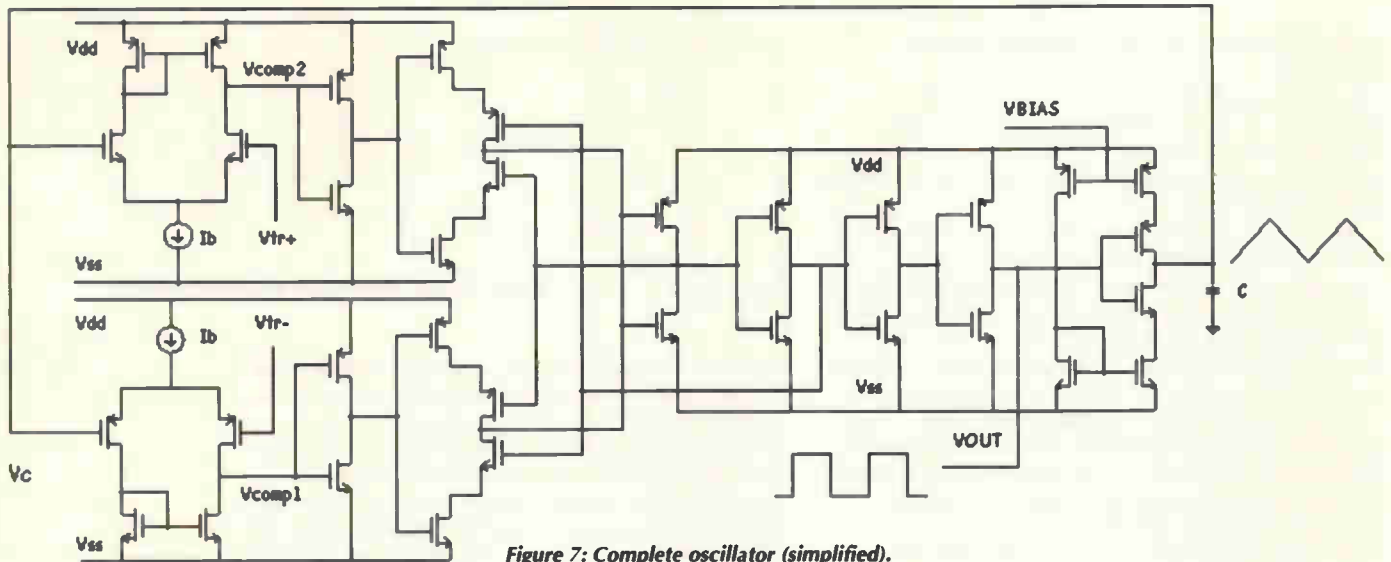 Vdd
Vcomp2
VBIAS
Vdd
Ib
Vtr+
Vss
Vdd
Vtr-
Ib
C
Vss
VOUT
Vc
Vcomp1
Vss
Figure 7: Complete oscillator (simplified).